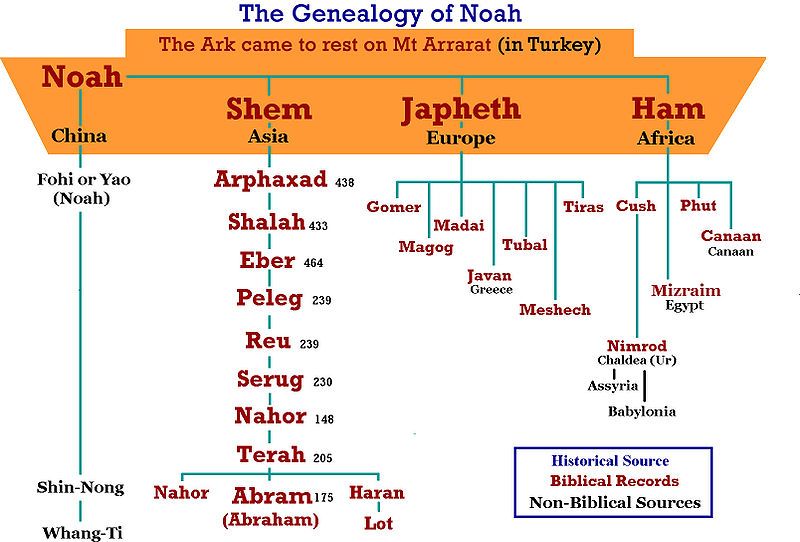 The Genealogy of Noah
The Ark came to rest on Mt Arrarat (in Turkey)
Noah
Shem
Japheth
Ham
China
Asia
Europe
Africa
Fohi or Yao
(Noah)
Shin-Nong
Whang-Ti
Arphaxad 438
Shalah 433
Eber 464
Peleg 239
Reu 239
Serug 230
Nahor 148
Terah 205
Nahor
Abram 175
(Abraham)
Haran
Lot
Gomer
Magog
Madai
Javan
Greece
Tubal
Meshech
Tiras
Cush
Phut
Canaan
Canaan
Mizraim
Egypt
Nimrod
Chaldea (Ur)
Assyria
Babylonia
Historical Source
Biblical Records
Non-Biblical Sources